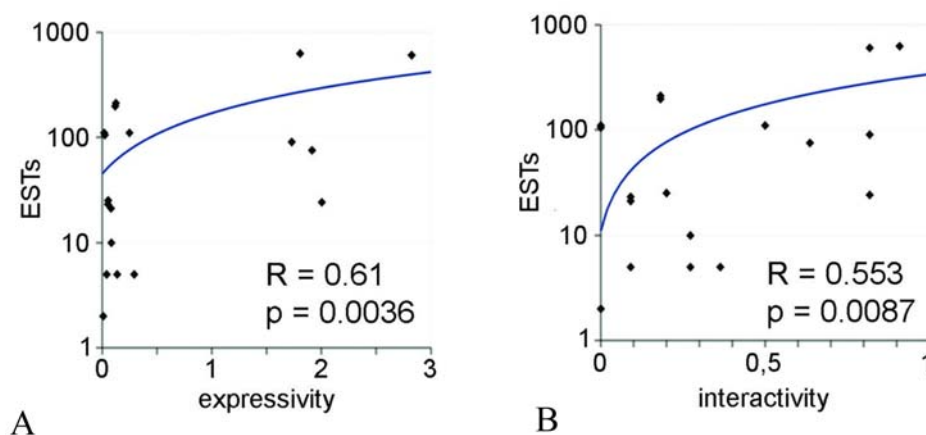 1000
100
10
1
ESTs
R = 0.61
p = 0.0036
0
1
2
3
expressivity
A
1000
100
10
1
ESTs
R = 0.553
p = 0.0087
0
0,5
1
interactivity
B